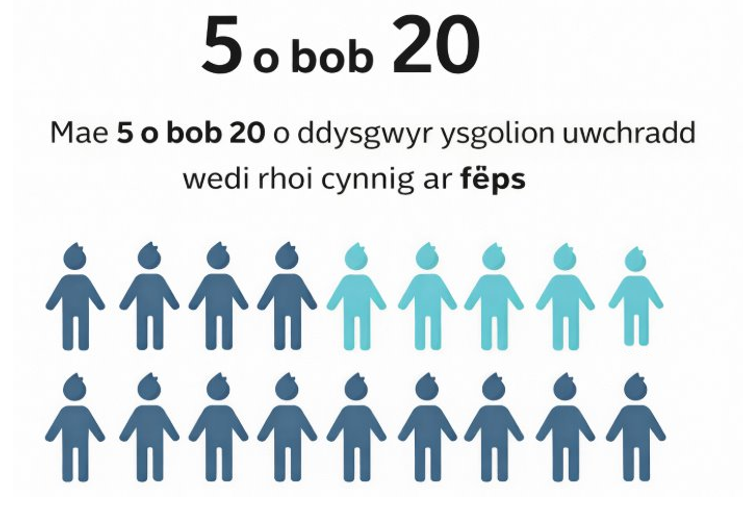 5 o bob 20
Mae 5 o bob 20 o ddysgwyr ysgolion uwchradd
wedi rhoi cynnig ar fëps